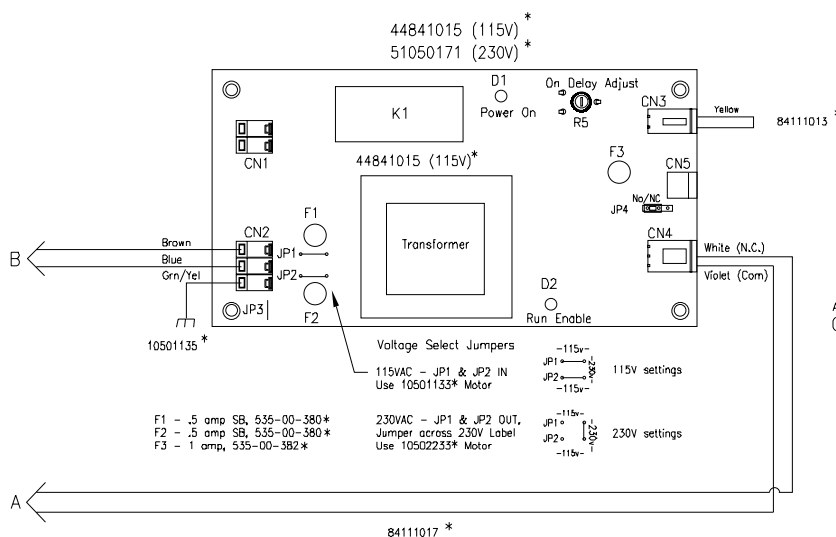 44841015 (115V) *
51050171 (230V) *
D1
Power On
On Delay Adjust
R5
K1
CN3
Yellow
84111013 *
CN1
44841015 (115V)*
F3
CN5
No/NC
JP4
F1
Transformer
CN2
Brown
Blue
Grn/Yel
B
JP1
JP2
JP3
F2
CN4
White (N.C.)
Violet (Com)
D2
Run Enable
10501135 *
Voltage Select Jumpers
115VAC - JP1 & JP2 IN
Use 10501133* Motor
-115v-
JP1
JP2
-230v-
-115v-
115V settings
F1 - .5 amp SB, 535-00-380*
F2 - .5 amp SB, 535-00-380*
F3 - 1 amp, 535-00-382*
230VAC - JP1 & JP2 OUT,
Jumper across 230V Label
Use 10502233* Motor
-115v-
JP1
JP2
-230v-
-115v-
230V settings
A
84111017 *